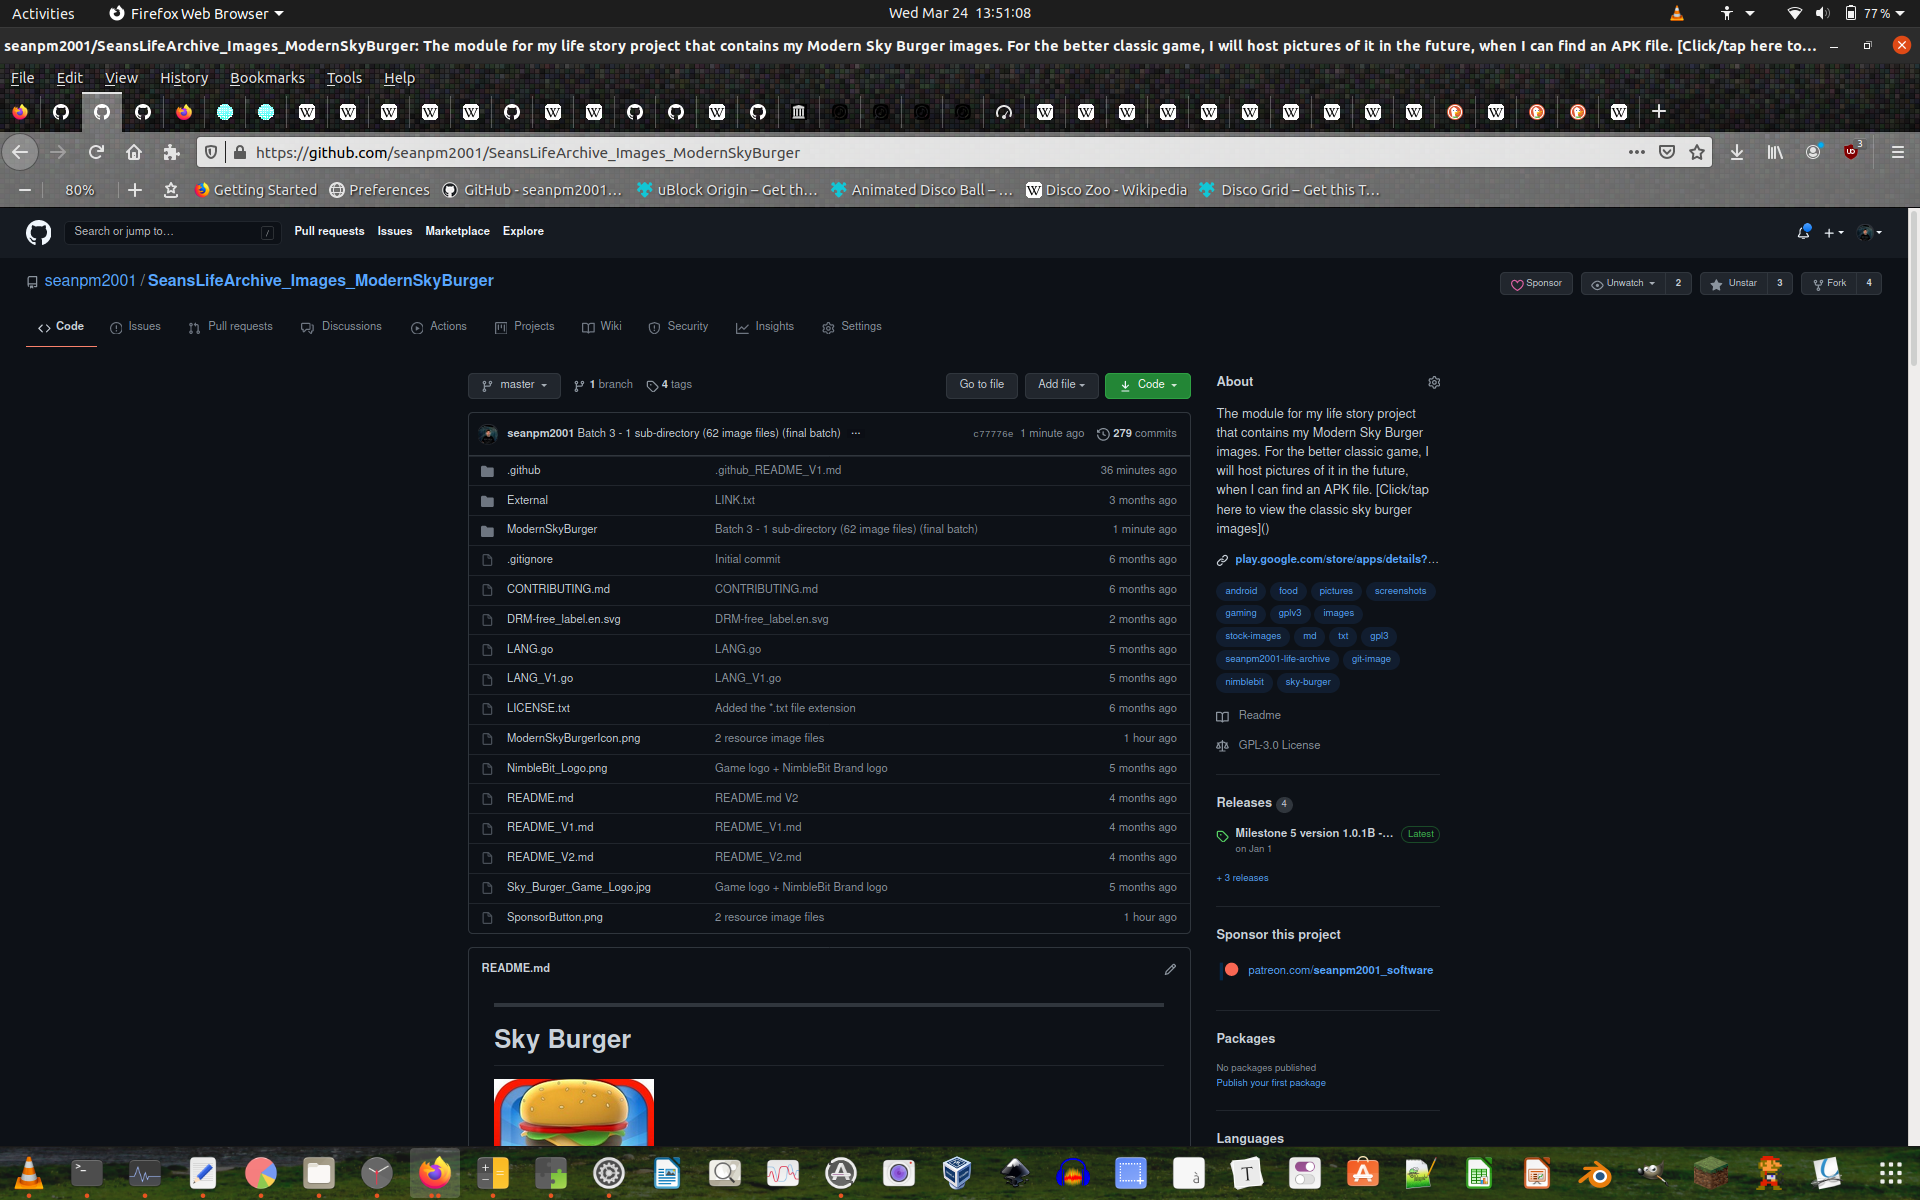 Activities
Firefox Web Browser
Wed Mar 24  13:51:08
77 %
seanpm2001/SeansLifeArchive_Images_ModernSkyBurger: The module for my life story project that contains my Modern Sky Burger images. For the better classic game, I will host pictures of it in the future, when I can find an APK file. [Click/tap here to...
File Edit View History Bookmarks Tools Help
https://github.com/seanpm2001/SeansLifeArchive_Images_ModernSkyBurger
3
80%
Getting Started
Preferences
GitHub - seanpm2001...
uBlock Origin – Get th...
Animated Disco Ball – ...
Disco Zoo - Wikipedia
Disco Grid – Get this T...
Search or jump to...
/
Pull requests
Issues
Marketplace
Explore
seanpm2001 / SeansLifeArchive_Images_ModernSkyBurger
Sponsor
Unwatch 2
Unstar 3
Fork 4
Code
Issues
Pull requests
Discussions
Actions
Projects
Wiki
Security
Insights
Settings
master
1 branch
4 tags
Go to file
Add file
Code
seanpm2001 Batch 3 - 1 sub-directory (62 image files) (final batch) ... c77776e 1 minute ago 279 commits
.github .github_README_V1.md 36 minutes ago
External LINK.txt 3 months ago
ModernSkyBurger Batch 3 - 1 sub-directory (62 image files) (final batch) 1 minute ago
.gitignore Initial commit 6 months ago
CONTRIBUTING.md CONTRIBUTING.md 6 months ago
DRM-free_label.en.svg DRM-free_label.en.svg 2 months ago
LANG.go LANG.go 5 months ago
LANG_V1.go LANG_V1.go 5 months ago
LICENSE.txt Added the *.txt file extension 6 months ago
ModernSkyBurgerIcon.png 2 resource image files 1 hour ago
NimbleBit_Logo.png Game logo + NimbleBit Brand logo 5 months ago
README.md README.md V2 4 months ago
README_V1.md README_V1.md 4 months ago
README_V2.md README_V2.md 4 months ago
Sky_Burger_Game_Logo.jpg Game logo + NimbleBit Brand logo 5 months ago
SponsorButton.png 2 resource image files 1 hour ago
README.md
Sky Burger
About
The module for my life story project
that contains my Modern Sky Burger
images. For the better classic game, I
will host pictures of it in the future,
when I can find an APK file. [Click/tap
here to view the classic sky burger
images]()
play.google.com/store/apps/details?...
android food pictures screenshots
gaming gplv3 images
stock-images md txt gpl3
seanpm2001-life-archive git-image
nimblebit sky-burger
Readme
GPL-3.0 License
Releases 4
Milestone 5 version 1.0.1B -... Latest
on Jan 1
+ 3 releases
Sponsor this project
patreon.com/seanpm2001_software
Packages
No packages published
Publish your first package
Languages